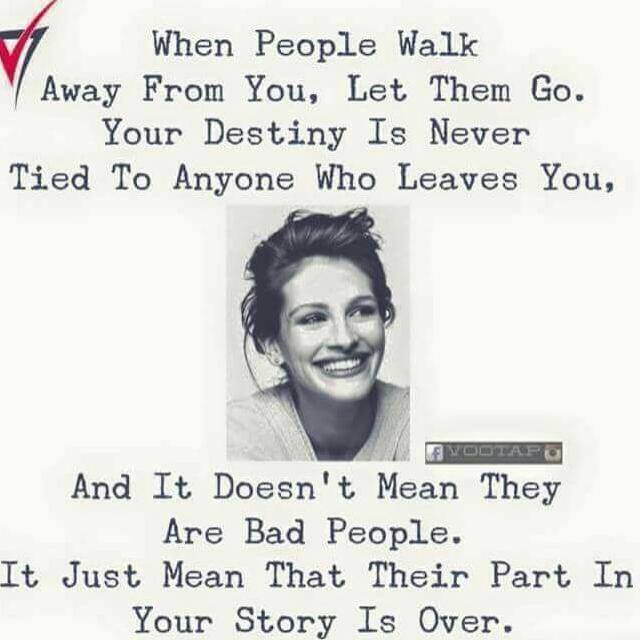 When People Walk
Away From You, Let Them Go.
Your Destiny Is Never
Tied To Anyone Who Leaves You,
VOOTAP
And It Doesn't Mean They
Are Bad People.
It Just Mean That Their Part In
Your Story Is Over.